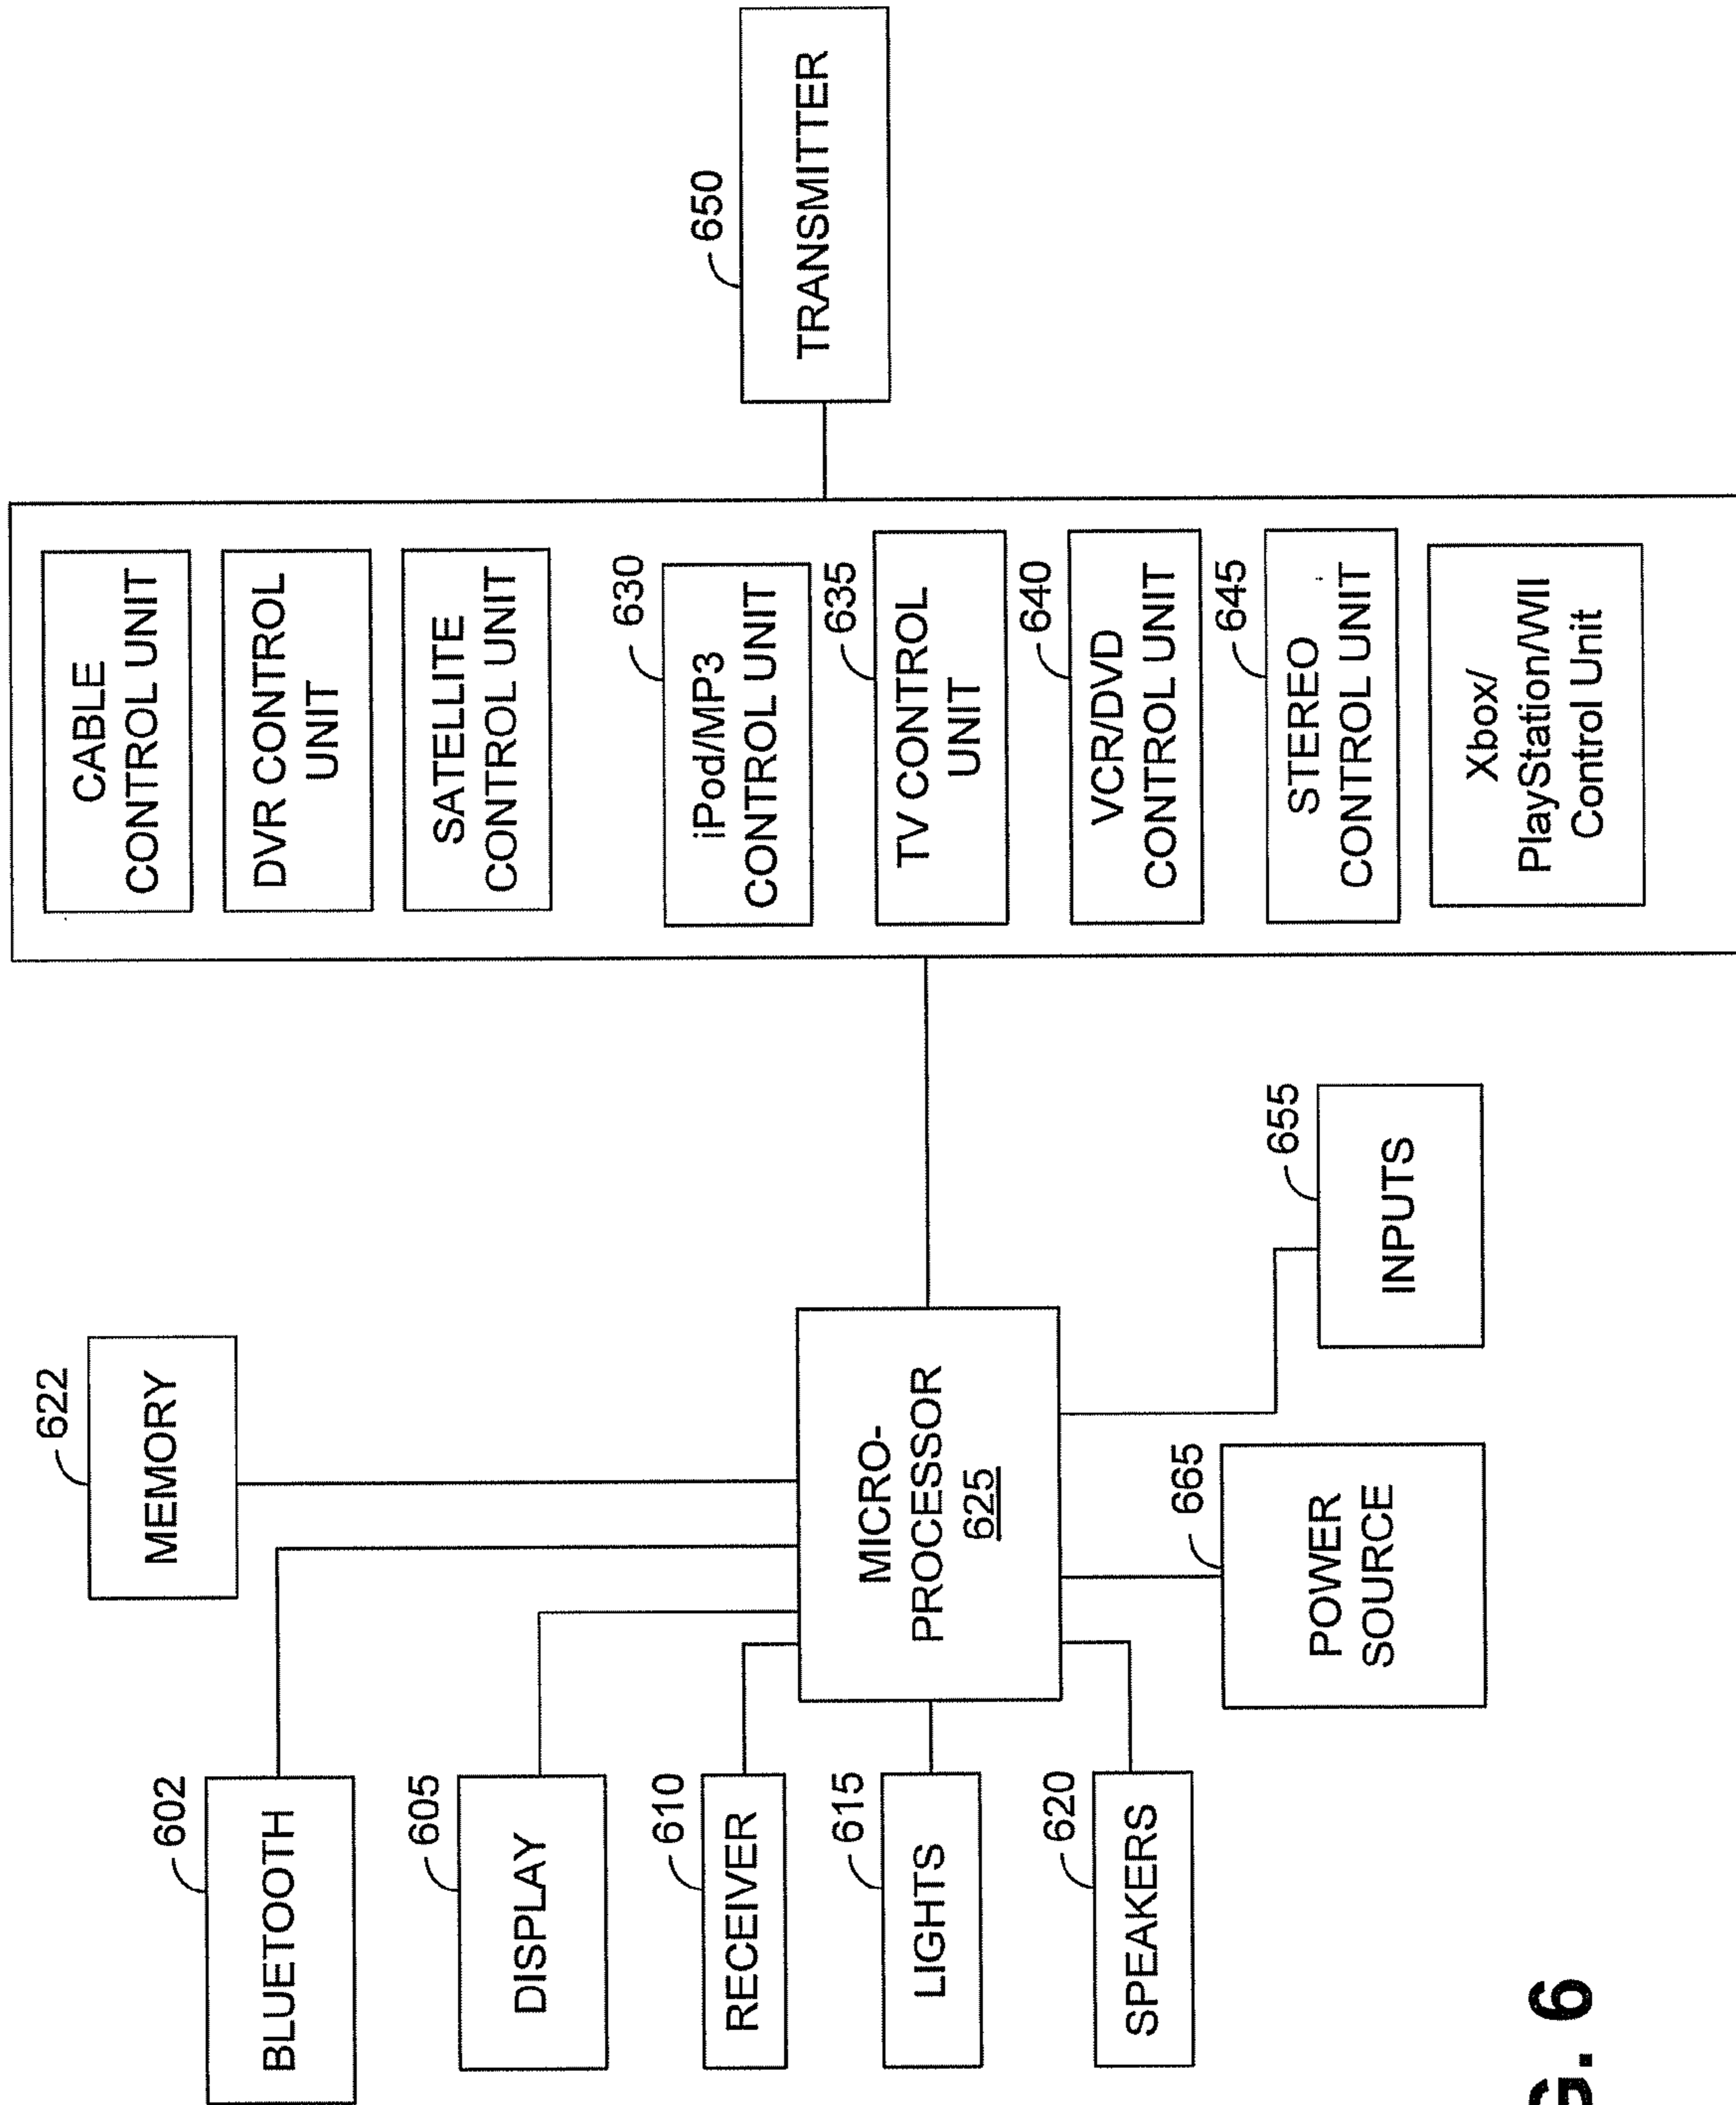 602
BLUETOOTH
605
DISPLAY
610
RECEIVER
615
LIGHTS
620
SPEAKERS
622
MEMORY
MICRO-
PROCESSOR
625
665
POWER
SOURCE
655
INPUTS
CABLE
CONTROL UNIT
DVR CONTROL
UNIT
SATELLITE
CONTROL UNIT
630
iPod/MP3
CONTROL UNIT
635
TV CONTROL
UNIT
640
VCR/DVD
CONTROL UNIT
645
STEREO
CONTROL UNIT
Xbox/
PlayStation/WII
Control Unit
650
TRANSMITTER
G. 6